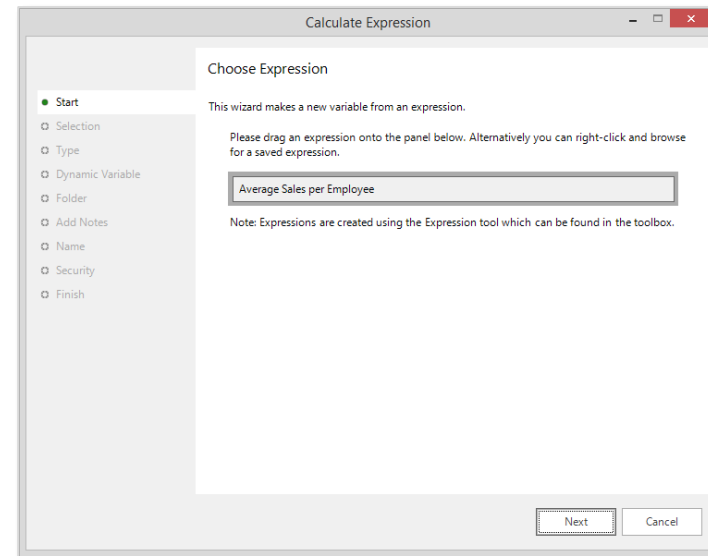 Calculate Expression
Choose Expression
Start
Selection
Type
Dynamic Variable
Folder
Add Notes
Name
Security
Finish
This wizard makes a new variable from an expression.
Please drag an expression onto the panel below. Alternatively you can right-click and browse
for a saved expression.
Average Sales per Employee
Note: Expressions are created using the Expression tool which can be found in the toolbox.
Next
Cancel